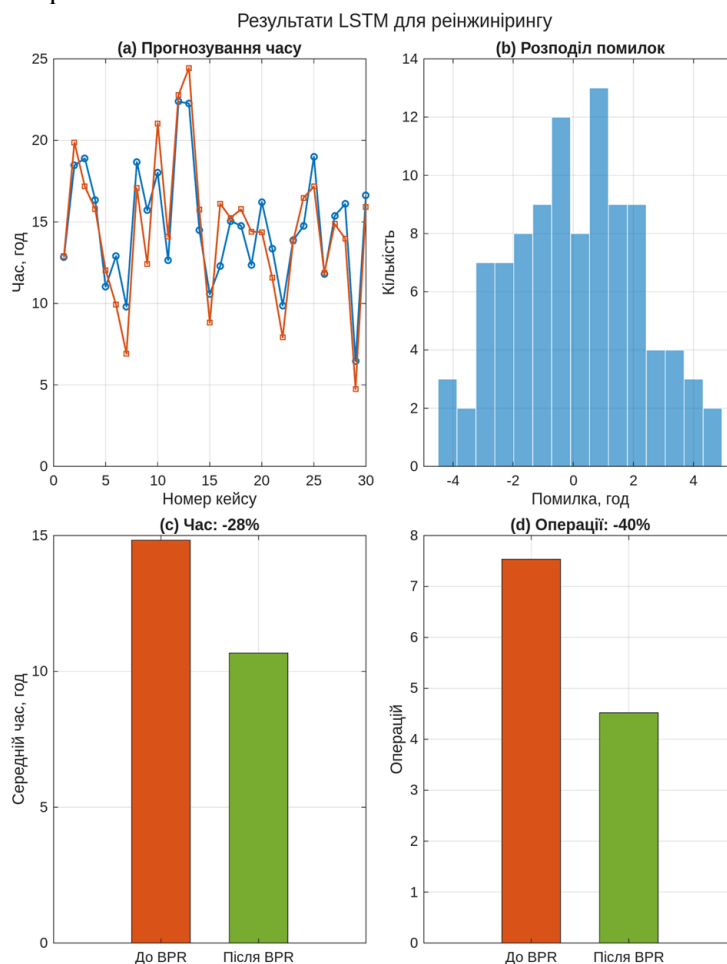 Результати LSTM для реінжинірингу
(a) Прогнозування часу
25
20
15
10
5
0
Час, год
0 5 10 15 20 25 30
Номер кейсу
(b) Розподіл помилок
14
12
10
8
6
4
2
0
Кількість
-4 -2 0 2 4
Помилка, год
(c) Час: -28%
15
10
5
0
Середній час, год
До BPR Після BPR
(d) Операції: -40%
8
7
6
5
4
3
2
1
0
Операцій
До BPR Після BPR